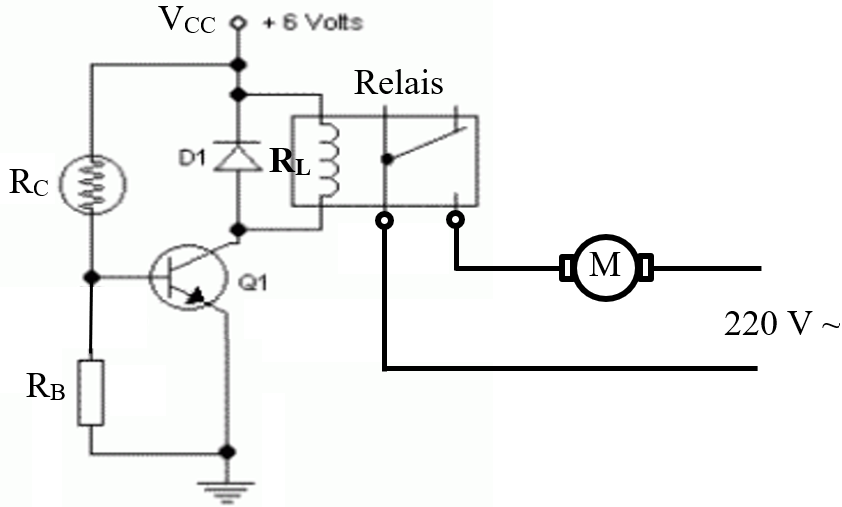 VCC + 6 Volts
Relais
D1 RL
RC
Q1
M
220 V ~
RB